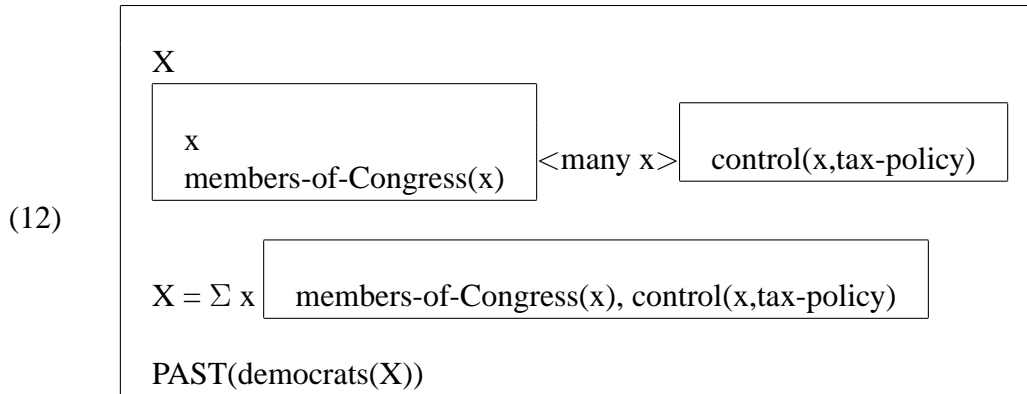 X
x
members-of-Congress(x)
<many x>
control(x,tax-policy)
(12)
X = Σ x members-of-Congress(x), control(x,tax-policy)
PAST(democrats(X))